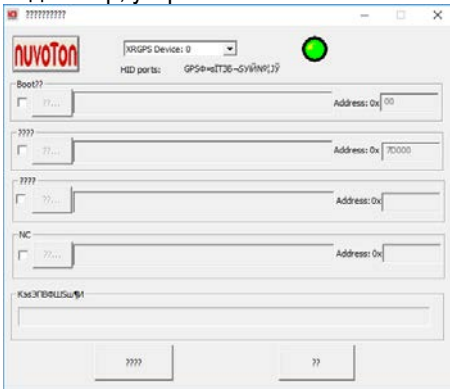 ??????????
nuvoTon
XRGPS Device: 0
HID ports:
Boot??
??...
Address: 0x 00
????
??...
Address: 0x 7D000
????
??...
Address: 0x
NC
??...
Address: 0x
????
??